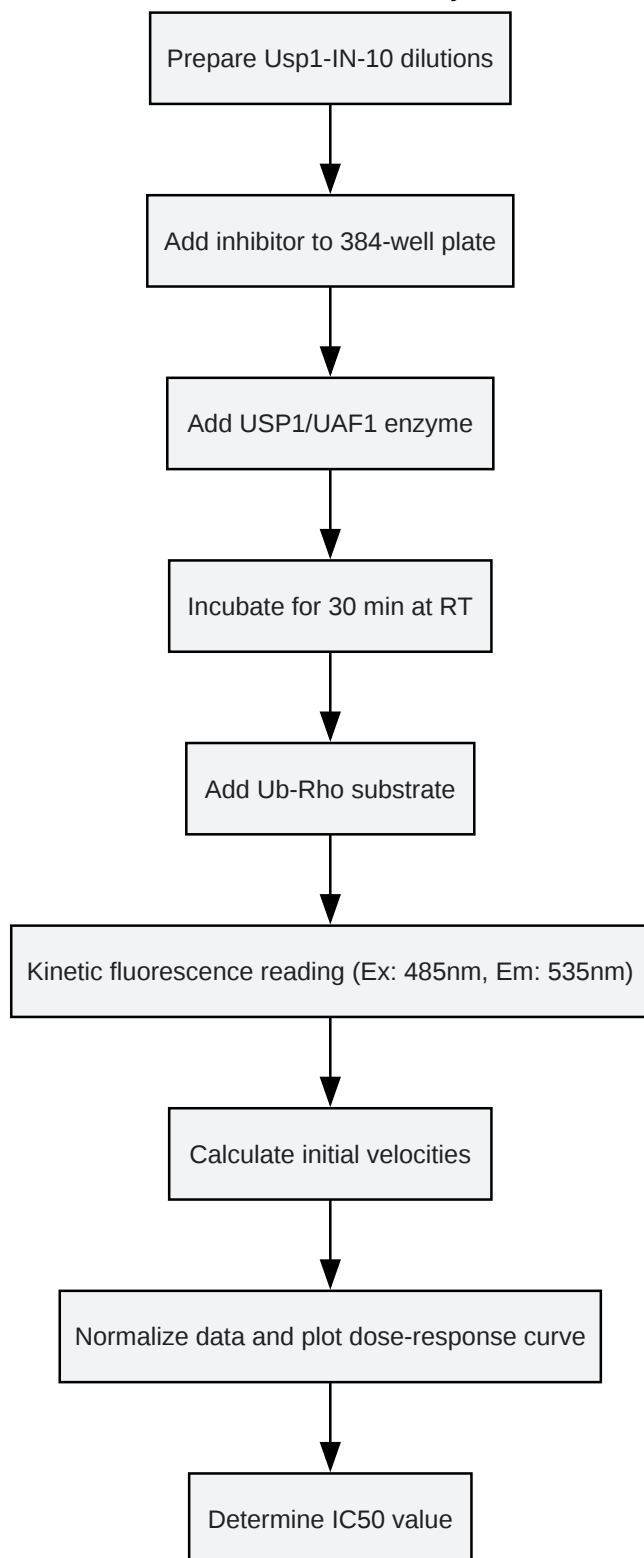 Prepare Usp1-IN-10 dilutions
Add inhibitor to 384-well plate
Add USP1/UAF1 enzyme
Incubate for 30 min at RT
Add Ub-Rho substrate
Kinetic fluorescence reading (Ex: 485nm, Em: 535nm)
Calculate initial velocities
Normalize data and plot dose-response curve
Determine IC50 value